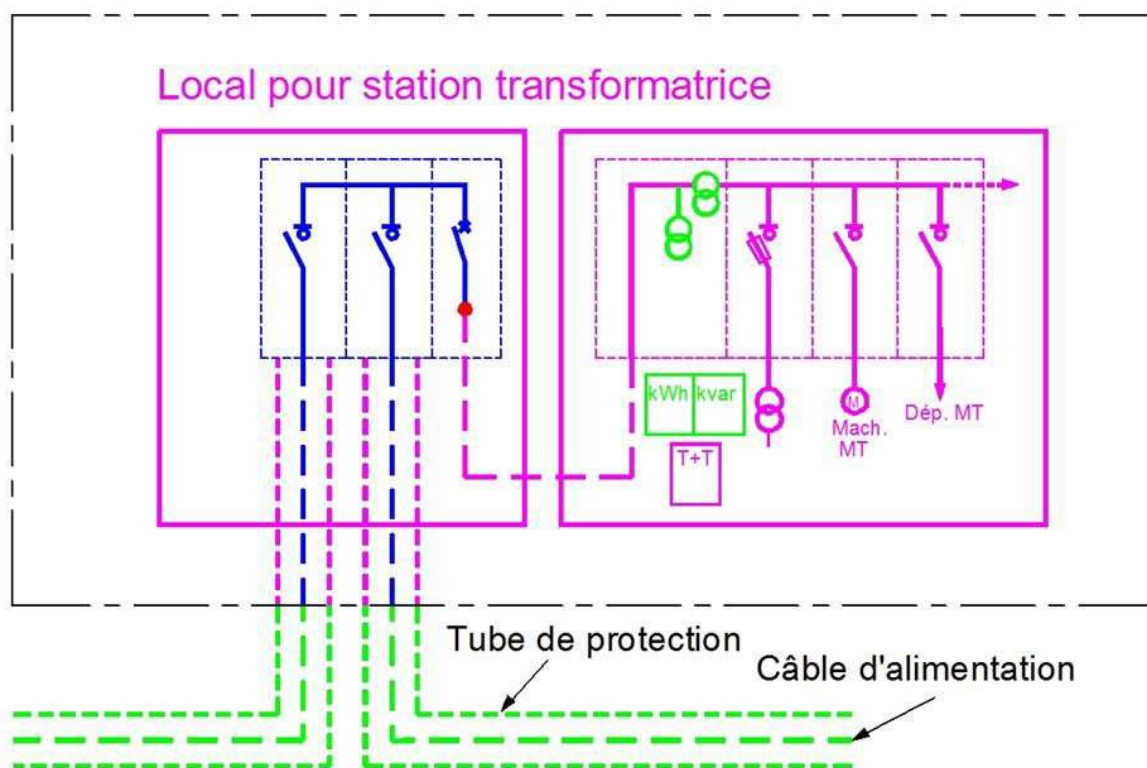 Local pour station transformatrice
kWh
kvar
T+T
M
Mach.
MT
Dép. MT
Tube de protection
Câble d'alimentation